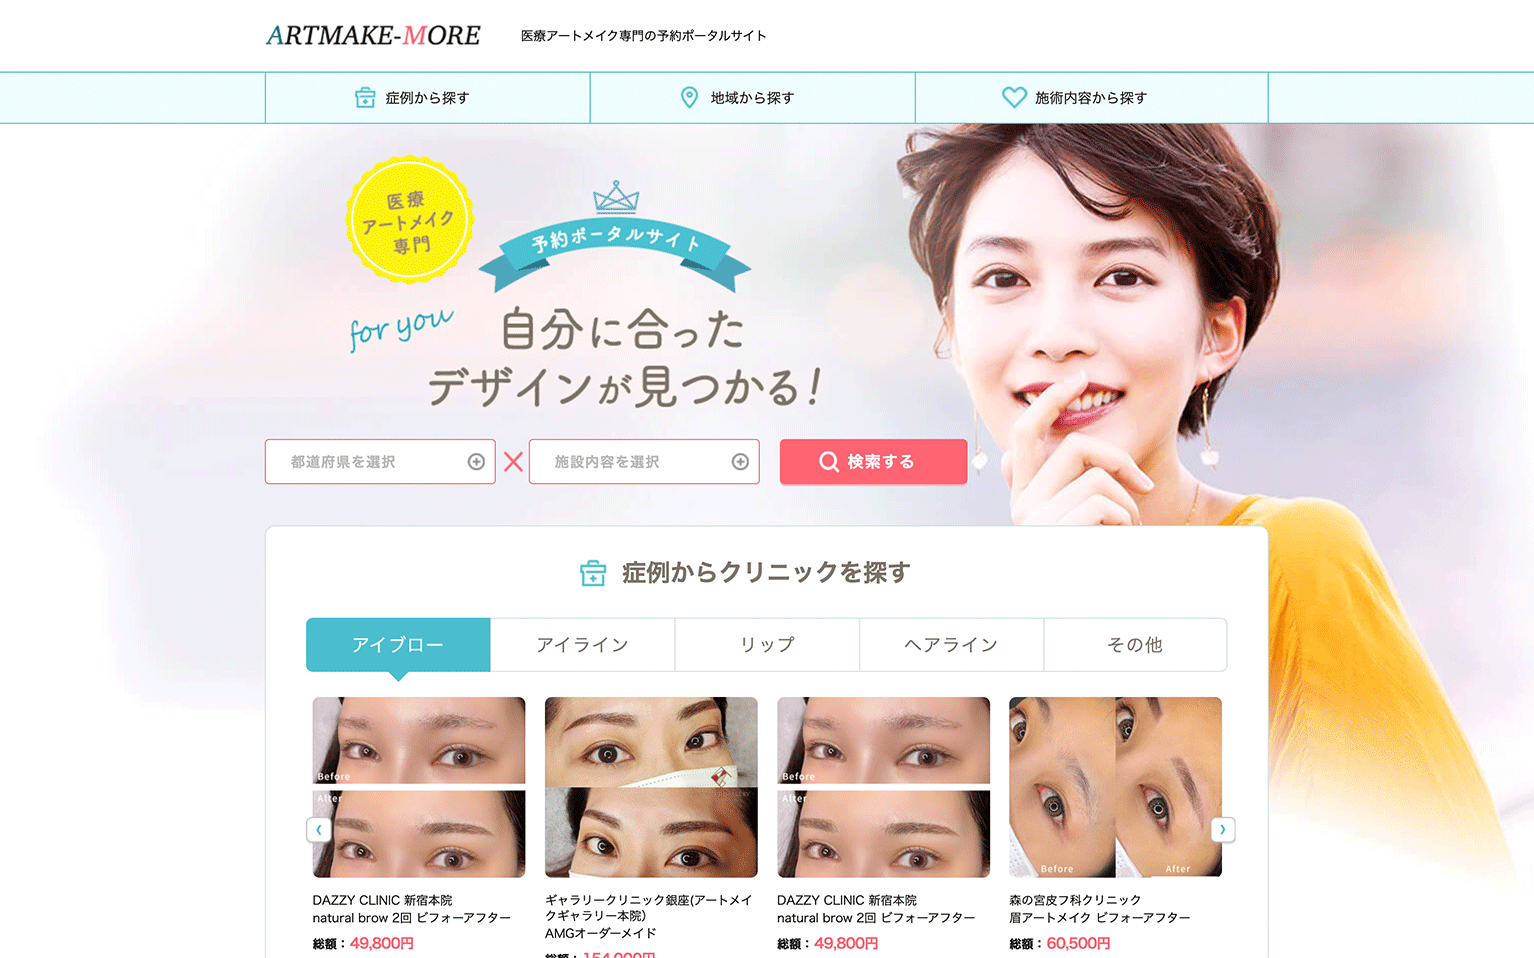 ARTMAKE-MORE
医療アートメイク専門の予約ポータルサイト
症例から探す
地域から探す
施術内容から探す
医療
アートメイク
専門
予約ポータルサイト
for you
自分に合った
デザインが見つかる!
都道府県を選択
施設内容を選択
検索する
症例からクリニックを探す
アイブロー
アイライン
リップ
ヘアライン
その他
Before
After
Before
After
Before
After
DAZZY CLINIC 新宿本院
natural brow 2回 ビフォーアフター
総額:49,800円
ギャラリークリニック銀座(アートメイ
クギャラリー本院)
AMGオーダーメイド
総額:154,000円
DAZZY CLINIC 新宿本院
natural brow 2回 ビフォーアフター
総額:49,800円
森の宮皮フ科クリニック
眉アートメイク ビフォーアフター
総額:60,500円